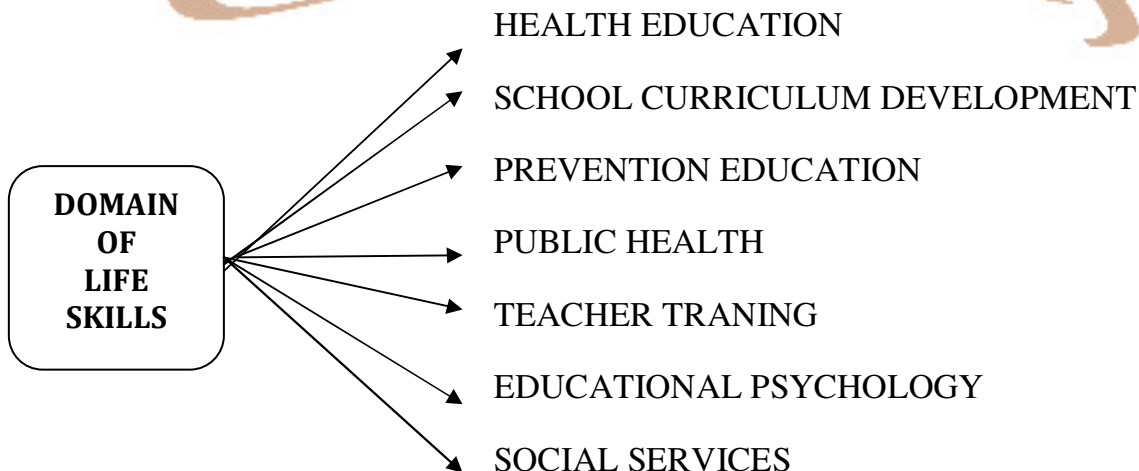 HEALTH EDUCATION
SCHOOL CURRICULUM DEVELOPMENT
PREVENTION EDUCATION
DOMAIN
OF
LIFE
SKILLS
PUBLIC HEALTH
TEACHER TRANING
EDUCATIONAL PSYCHOLOGY
SOCIAL SERVICES